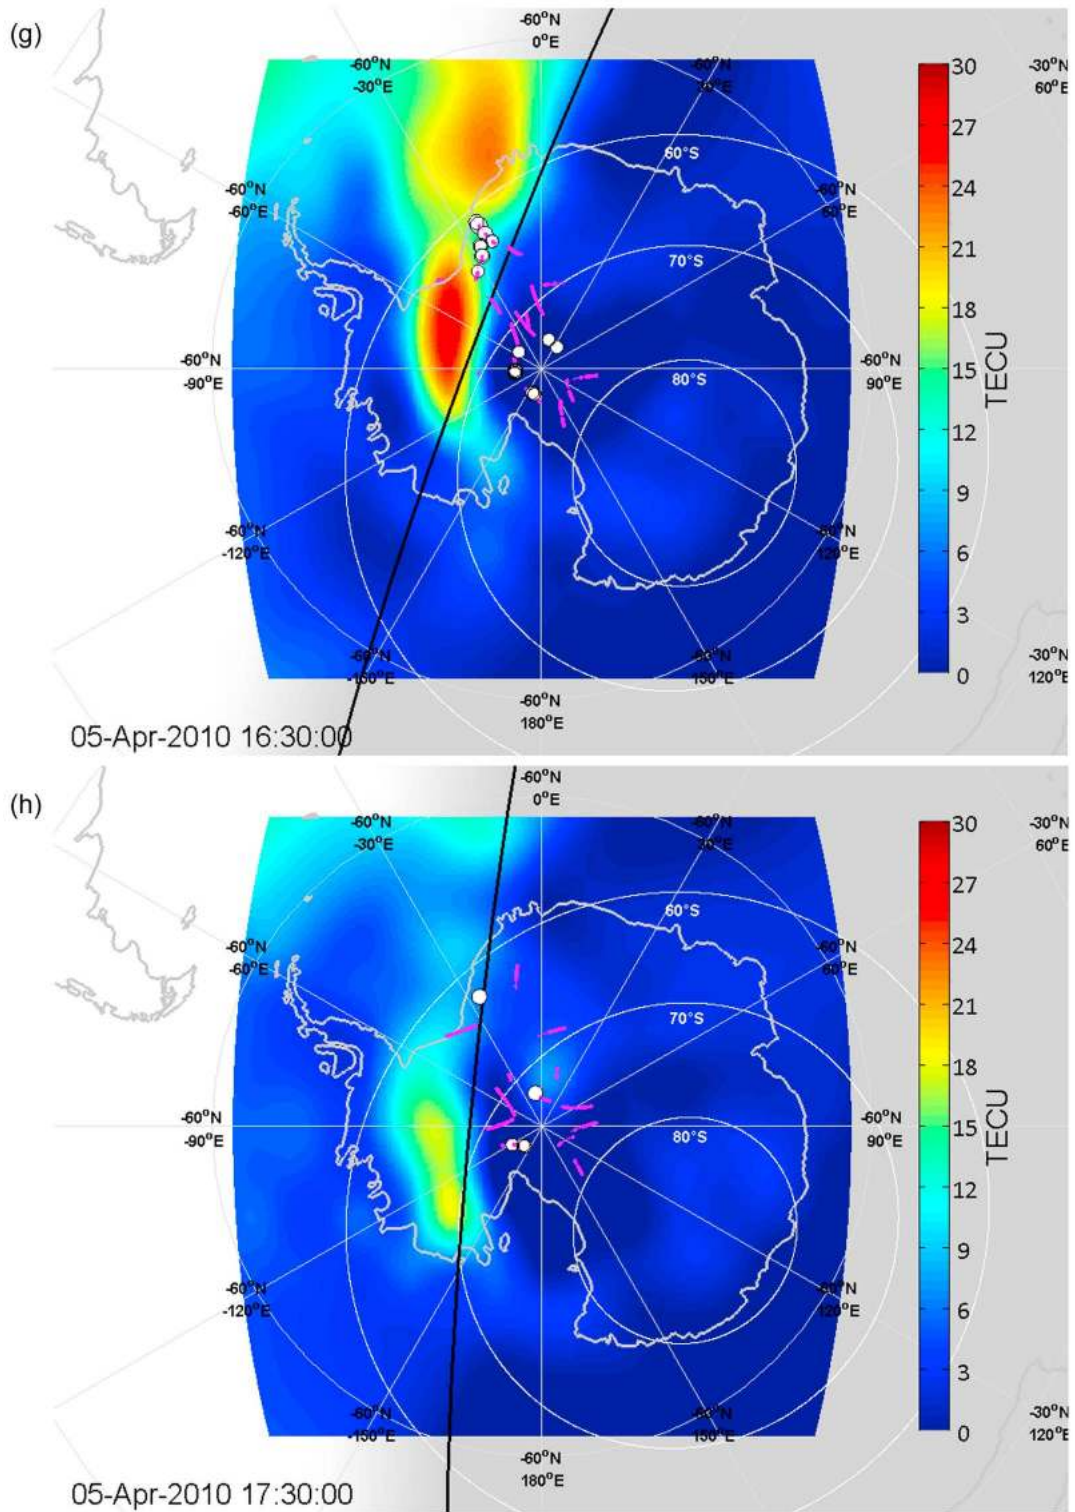 (g)
-60°N
0°E
-60°N
-30°E
-60°N
30°E
-30°N
60°E
60°S
-60°N
-60°E
-60°N
60°E
70°S
-60°N
-90°E
-60°N
90°E
80°S
-60°N
-120°E
-60°N
120°E
-60°N
-150°E
-60°N
150°E
-60°N
180°E
-30°N
120°E
30
27
24
21
18
15
12
9
6
3
0
TECU
05-Apr-2010 16:30:00
(h)
-60°N
0°E
-60°N
-30°E
-60°N
30°E
-30°N
60°E
60°S
-60°N
-60°E
-60°N
60°E
70°S
-60°N
-90°E
-60°N
90°E
80°S
-60°N
-120°E
-60°N
120°E
-60°N
-150°E
-60°N
150°E
-60°N
180°E
-30°N
120°E
30
27
24
21
18
15
12
9
6
3
0
TECU
05-Apr-2010 17:30:00